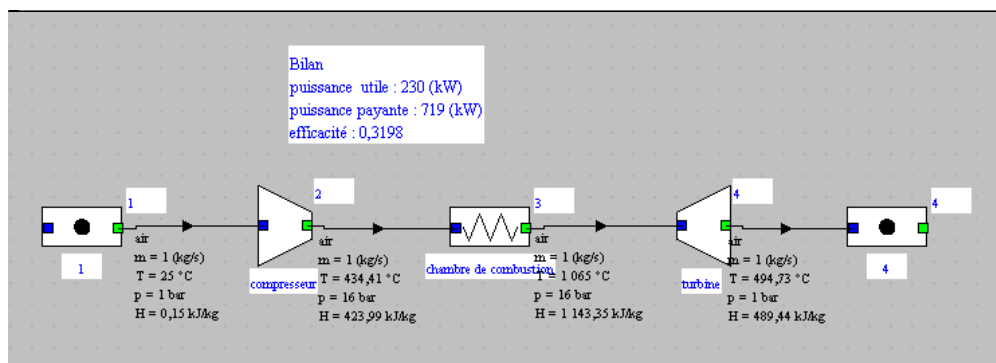 Bilan
puissance utile : 230 (kW)
puissance payante : 719 (kW)
efficacité : 0,3198
1
2
3
4
4
1
compresseur
chambre de combustion
turbine
4
air
m = 1 (kg/s)
T = 25 °C
p = 1 bar
H = 0,15 kJ/kg
air
m = 1 (kg/s)
T = 434,41 °C
p = 16 bar
H = 423,99 kJ/kg
air
m = 1 (kg/s)
T = 1 065 °C
p = 16 bar
H = 1 143,35 kJ/kg
air
m = 1 (kg/s)
T = 494,73 °C
p = 1 bar
H = 489,44 kJ/kg